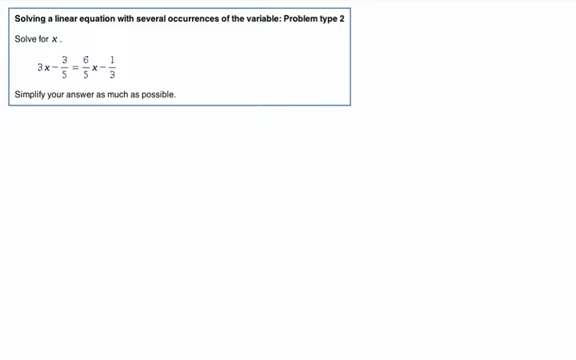 Solving a linear equation with several occurrences of the variable: Problem type 2
Solve for x .
3x - 3/5 = 6/5 x - 1/3
Simplify your answer as much as possible.